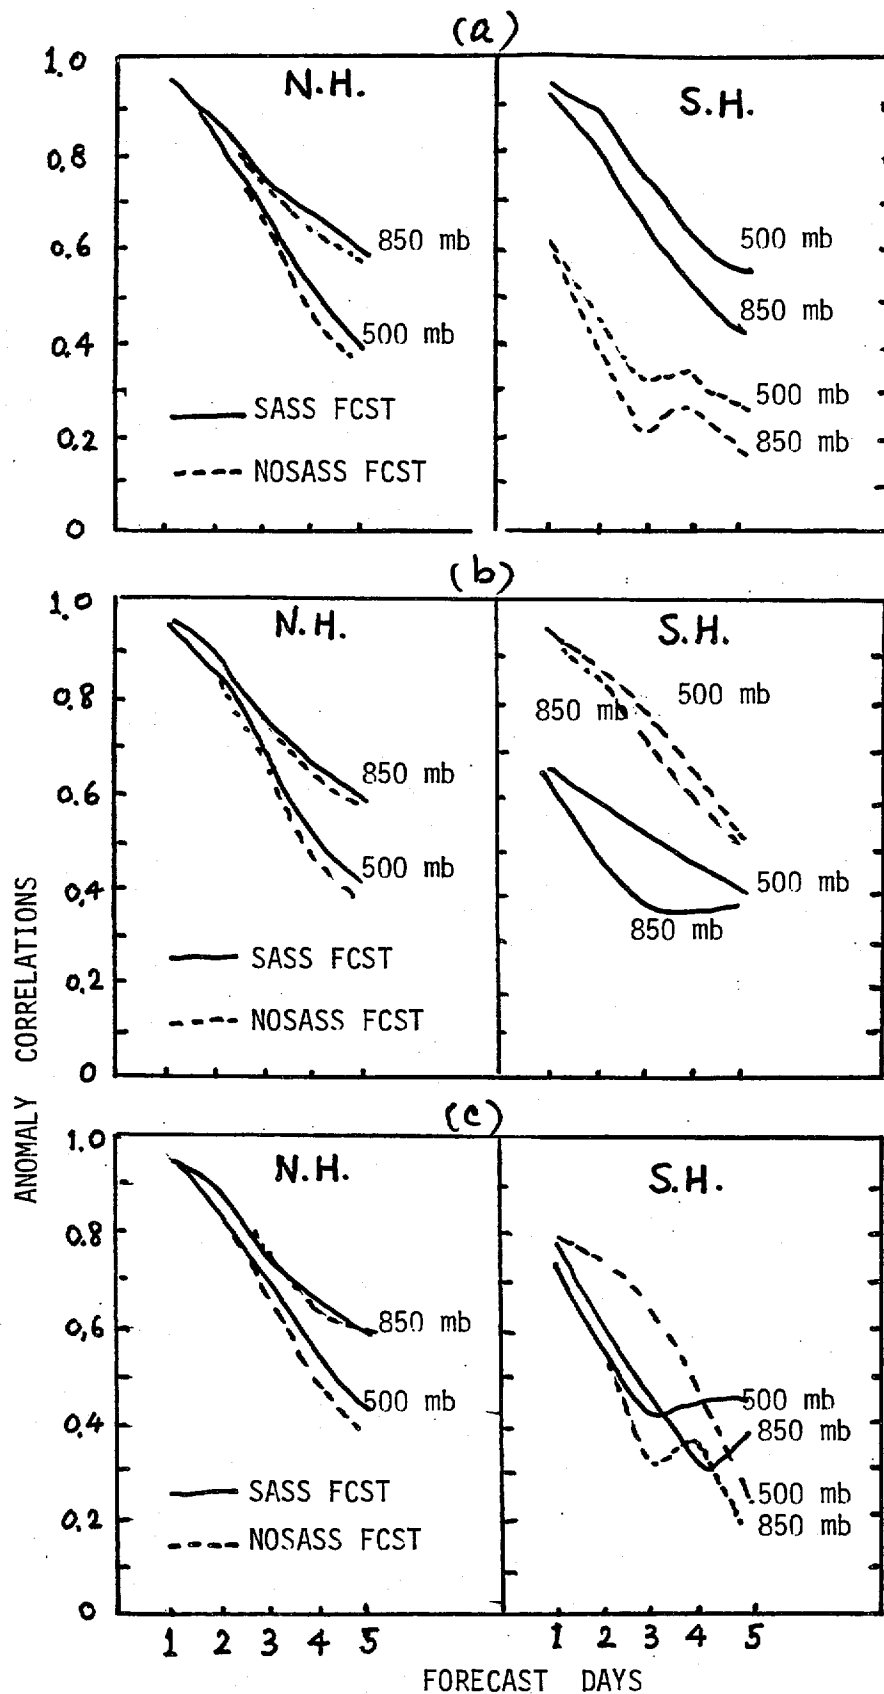 (a)
1.0
0.8
0.6
0.4
0.2
0
N.H.
850 mb
500 mb
SASS FCST
NOSASS FCST
S.H.
500 mb
850 mb
500 mb
850 mb
(b)
1.0
0.8
0.6
0.4
0.2
0
N.H.
850 mb
500 mb
SASS FCST
NOSASS FCST
S.H.
500 mb
850 mb
500 mb
850 mb
(c)
1.0
0.8
0.6
0.4
0.2
0
N.H.
850 mb
500 mb
SASS FCST
NOSASS FCST
S.H.
500 mb
850 mb
500 mb
850 mb
1 2 3 4 5
1 2 3 4 5
ANOMALY CORRELATIONS
FORECAST DAYS